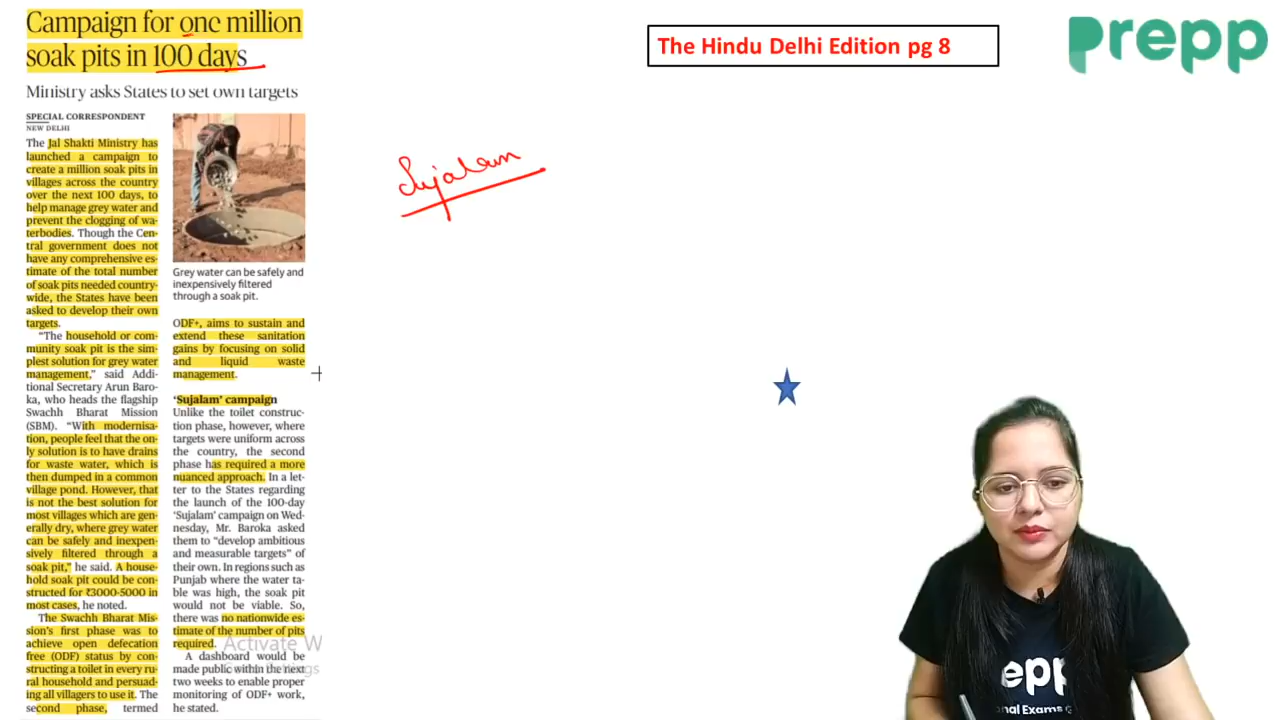 Campaign for one million
soak pits in 100 days
Ministry asks States to set own targets
SPECIAL CORRESPONDENT
NEW DELHI
The Jal Shakti Ministry has
launched a campaign to
create a million soak pits in
villages across the country
over the next 100 days, to
help manage grey water and
prevent the clogging of wa-
terbodies. Though the Cen-
tral government does not
have any comprehensive es-
timate of the total number
of soak pits needed country-
wide, the States have been
asked to develop their own
targets.
“The household or com-
munity soak pit is the sim-
plest solution for grey water
management,” said Addi-
tional Secretary Arun Baro-
ka, who heads the flagship
Swachh Bharat Mission
(SBM). “With modernisa-
tion, people feel that the on-
ly solution is to have drains
for waste water, which is
then dumped in a common
village pond. However, that
is not the best solution for
most villages which are gen-
erally dry, where grey water
can be safely and inexpen-
sively filtered through a
soak pit,” he said. A house-
hold soak pit could be con-
structed for ₹3000-5000 in
most cases, he noted.
The Swachh Bharat Mis-
sion’s first phase was to
achieve open defecation
free (ODF) status by con-
structing a toilet in every ru-
ral household and persuad-
ing all villagers to use it. The
second phase, termed
Grey water can be safely and
inexpensively filtered
through a soak pit.
ODF+, aims to sustain and
extend these sanitation
gains by focusing on solid
and liquid waste
management.
‘Sujalam’ campaign
Unlike the toilet construc-
tion phase, however, where
targets were uniform across
the country, the second
phase has required a more
nuanced approach. In a let-
ter to the States regarding
the launch of the 100-day
‘Sujalam’ campaign on Wed-
nesday, Mr. Baroka asked
them to “develop ambitious
and measurable targets” of
their own. In regions such as
Punjab where the water ta-
ble was high, the soak pit
would not be viable. So,
there was no nationwide es-
timate of the number of pits
required.
A dashboard would be
made public within the next
two weeks to enable proper
monitoring of ODF+ work,
he stated.
Activate W
Sujalam
The Hindu Delhi Edition pg 8
prepp
epp
nal Exams G